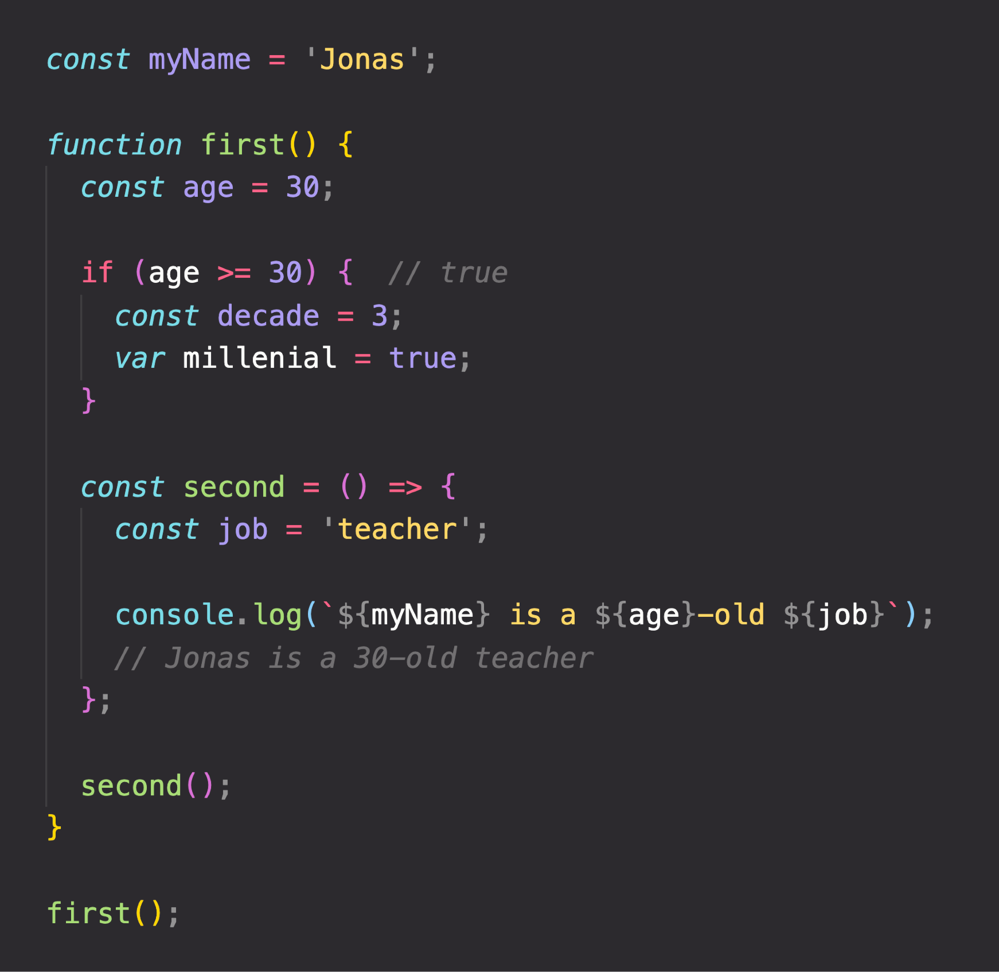 const myName = 'Jonas';
function first() {
  const age = 30;
  if (age >= 30) {  // true
    const decade = 3;
    var millenial = true;
  }
  const second = () => {
    const job = 'teacher';
    console.log(`${myName} is a ${age}-old ${job}`);
    // Jonas is a 30-old teacher
  };
  second();
}
first();